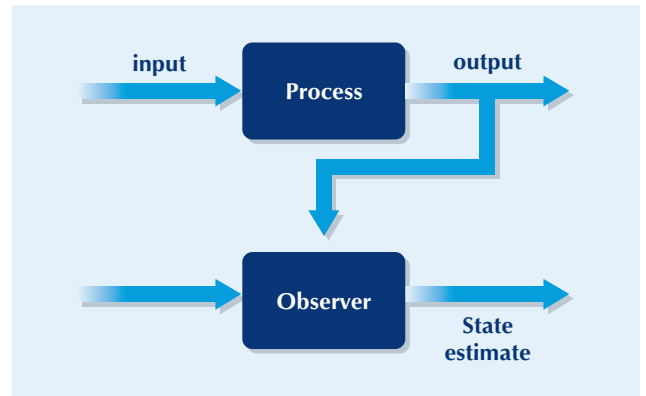 input
Process
output
Observer
State
estimate